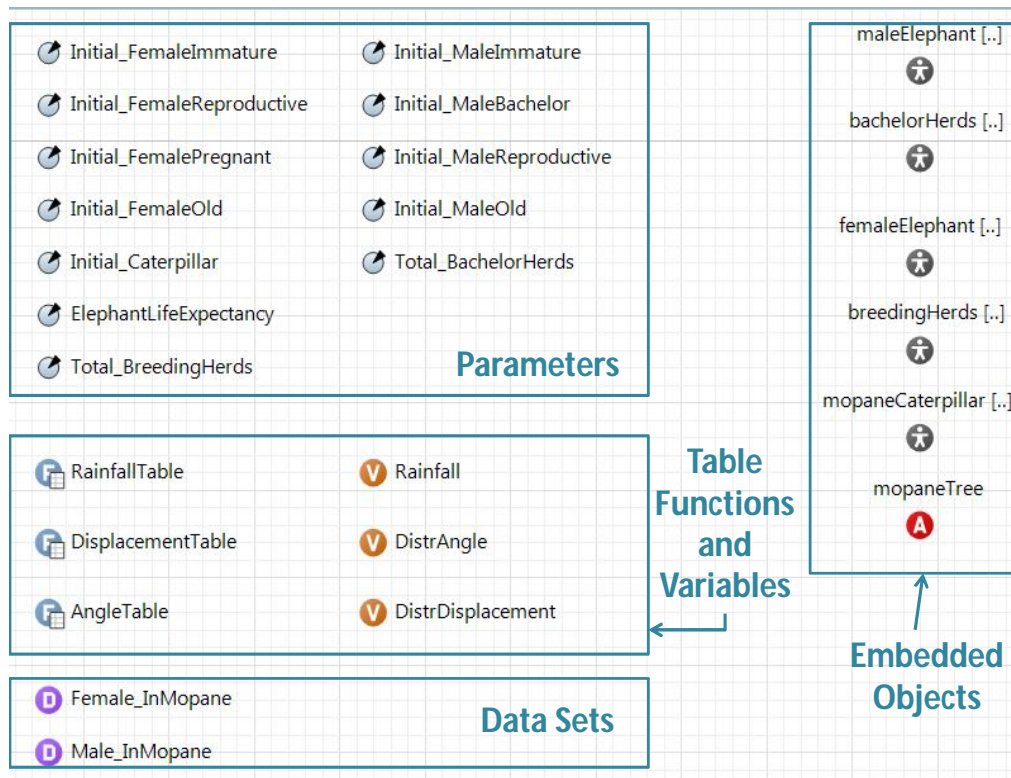 Initial_FemaleImmature
Initial_MaleImmature
Initial_FemaleReproductive
Initial_MaleBachelor
Initial_FemalePregnant
Initial_MaleReproductive
Initial_FemaleOld
Initial_MaleOld
Initial_Caterpillar
Total_BachelorHerds
ElephantLifeExpectancy
Total_BreedingHerds
Parameters
RainfallTable
V Rainfall
DisplacementTable
V DistrAngle
AngleTable
V DistrDisplacement
Table
Functions
and
Variables
D Female_InMopane
D Male_InMopane
Data Sets
maleElephant [..]
bachelorHerds [..]
femaleElephant [..]
breedingHerds [..]
mopaneCaterpillar [..]
mopaneTree
A
Embedded
Objects